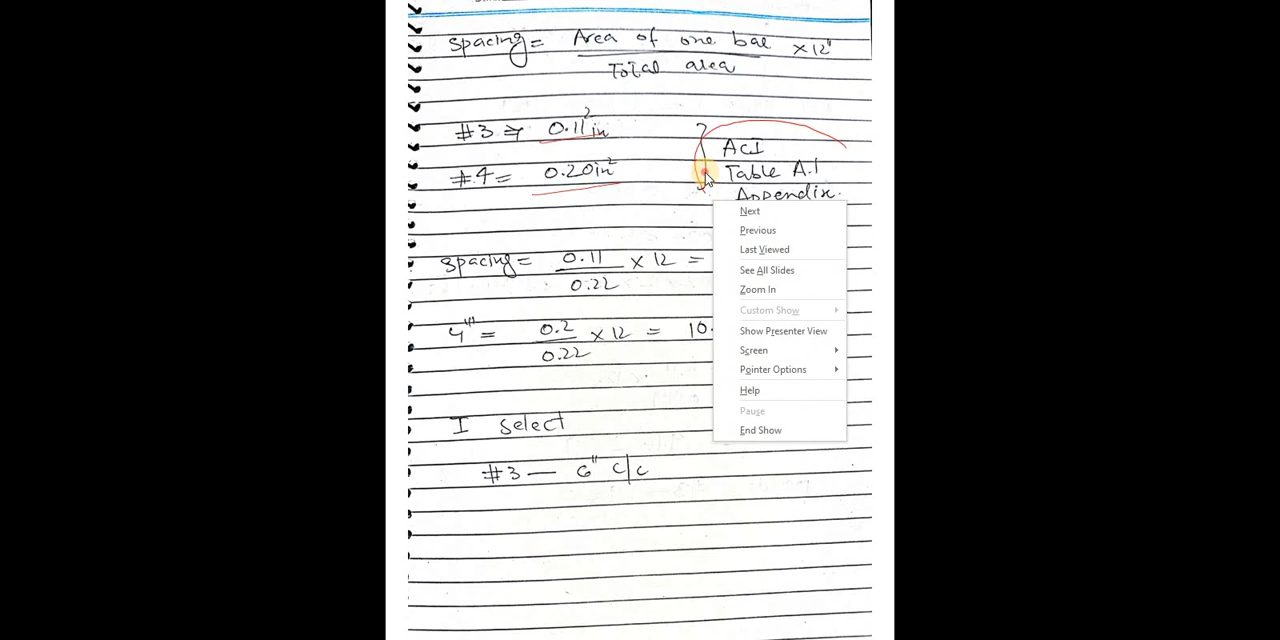 Spacing = Area of one bar × 12"
Total area
#3 ⇒ 0.11 in²
#4 = 0.20 in²
ACI
Table A.1
Appendix.
Spacing = 0.11 × 12 =
0.22
4''' = 0.2 × 12 = 10.
0.22
I select
#3 — 6" c/c
Next
Previous
Last Viewed
See All Slides
Zoom In
Custom Show
Show Presenter View
Screen
Pointer Options
Help
Pause
End Show